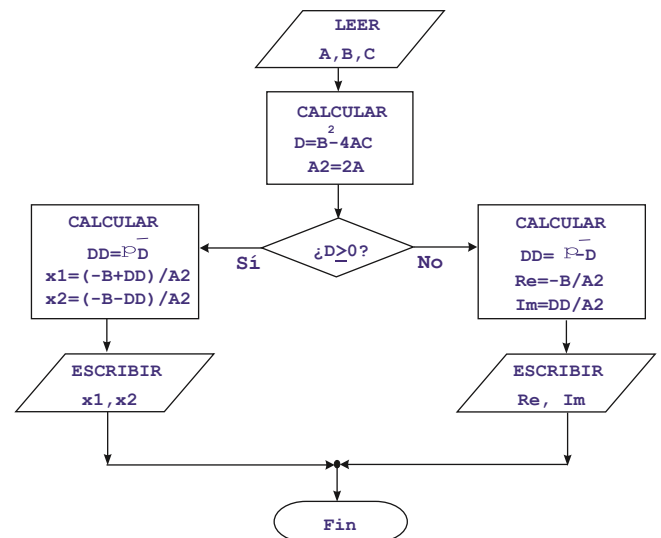 LEER
A,B,C
CALCULAR
D=B²-4AC
A2=2A
¿D≥0?
Sí
No
CALCULAR
DD=p‾D
x1=(-B+DD)/A2
x2=(-B-DD)/A2
ESCRIBIR
x1,x2
CALCULAR
DD= p‾-D
Re=-B/A2
Im=DD/A2
ESCRIBIR
Re, Im
Fin